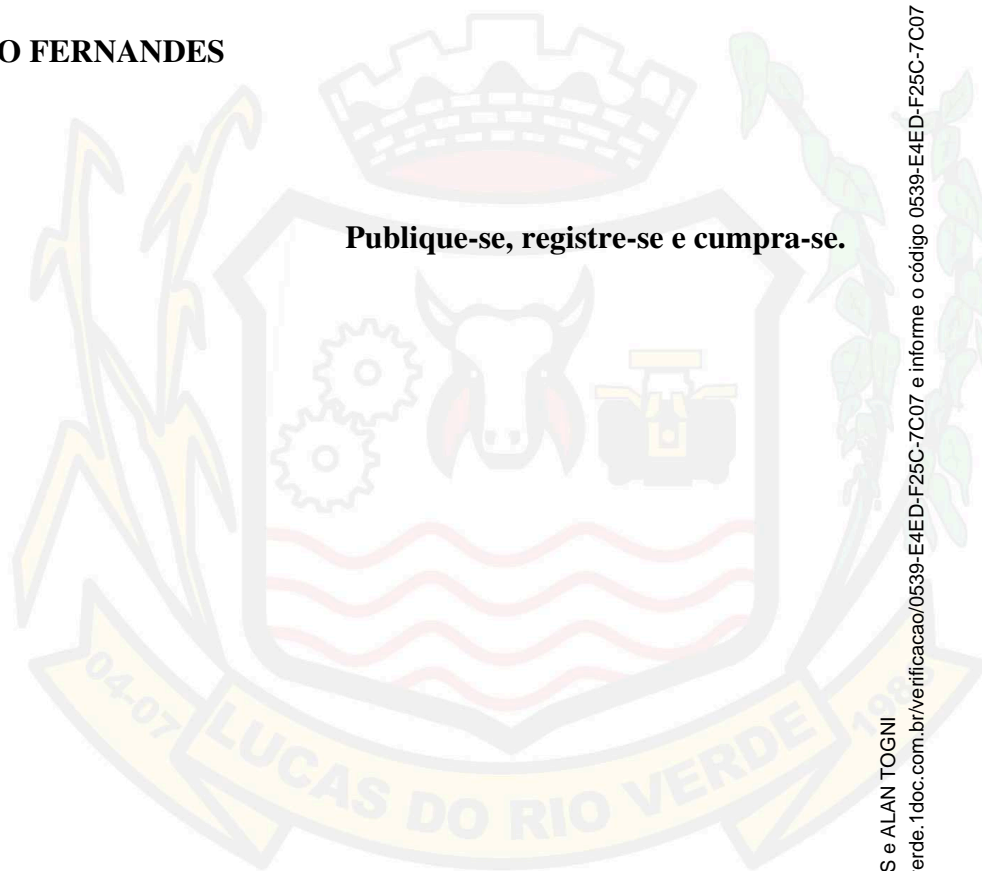 O FERNANDES
Publique-se, registre-se e cumpra-se.
04-07
LUCAS DO RIO VERDE
1988
S e ALAN TOGNI
erde.1doc.com.br/verificacao/0539-E4ED-F25C-7C07 e informe o código 0539-E4ED-F25C-7C07